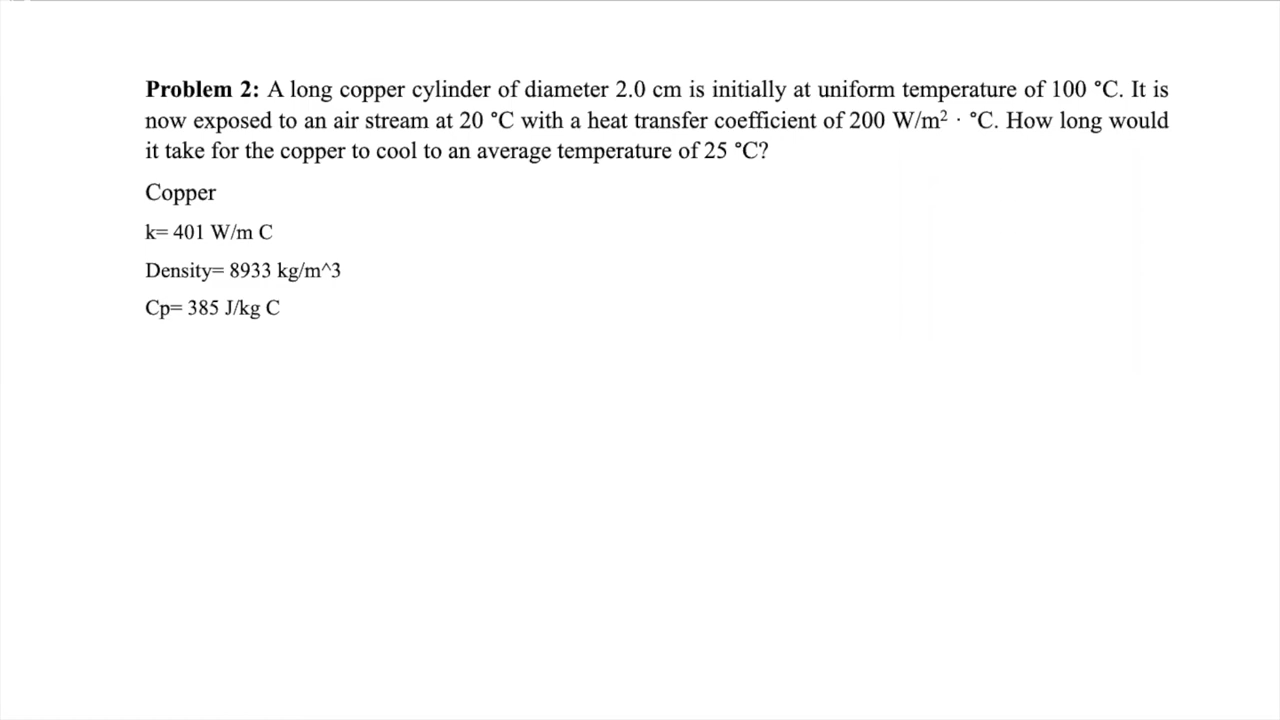 Problem 2: A long copper cylinder of diameter 2.0 cm is initially at uniform temperature of 100 °C. It is
now exposed to an air stream at 20 °C with a heat transfer coefficient of 200 W/m² · °C. How long would
it take for the copper to cool to an average temperature of 25 °C?
Copper
k= 401 W/m C
Density= 8933 kg/m^3
Cp= 385 J/kg C